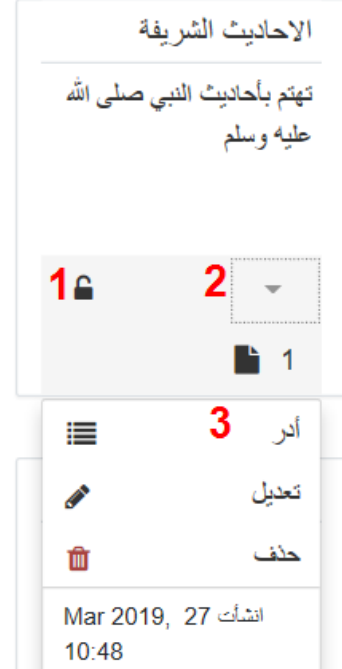 الاحاديث الشريفة
تهتم بأحاديث النبي صلى الله
عليه وسلم
1 2
1
أدر 3
تعديل
حذف
انشأت 27 Mar 2019,
10:48